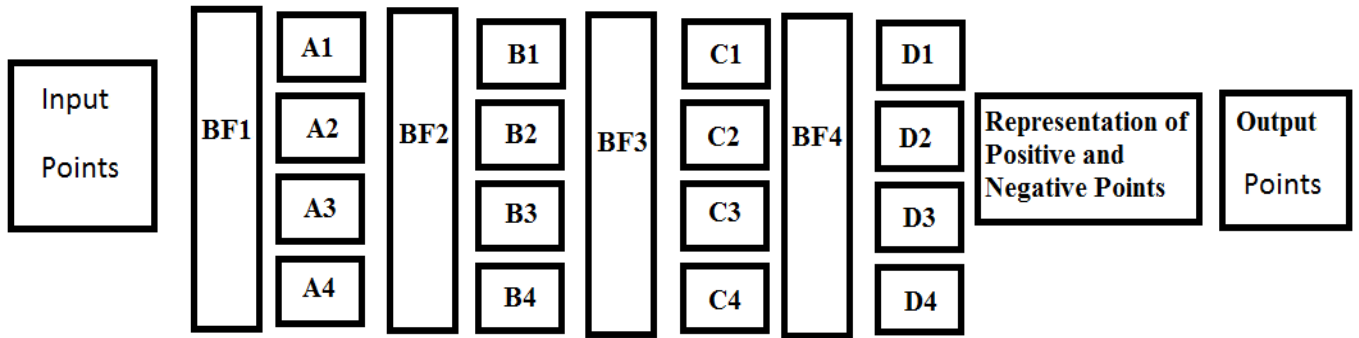 Input
Points
BF1
A1
A2
A3
A4
BF2
B1
B2
B3
B4
BF3
C1
C2
C3
C4
BF4
D1
D2
D3
D4
Representation of
Positive and
Negative Points
Output
Points